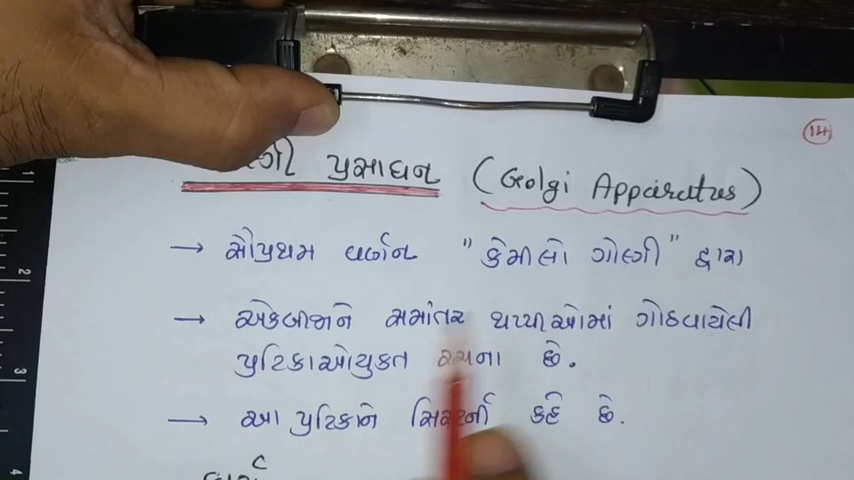 14
પ્રસાધન (Golgi Apparatus)
→ સૌપ્રથમ વર્ણન "કેમીલો ગોલ્ગી" દ્વારા
→ એકબીજાને સમાંતર થપ્પીઓમાં ગોઠવાયેલી
પુટિકાઓયુક્ત રચના છે.
→ આ પુટિકાને સિસ્ટર્ની કહે છે.